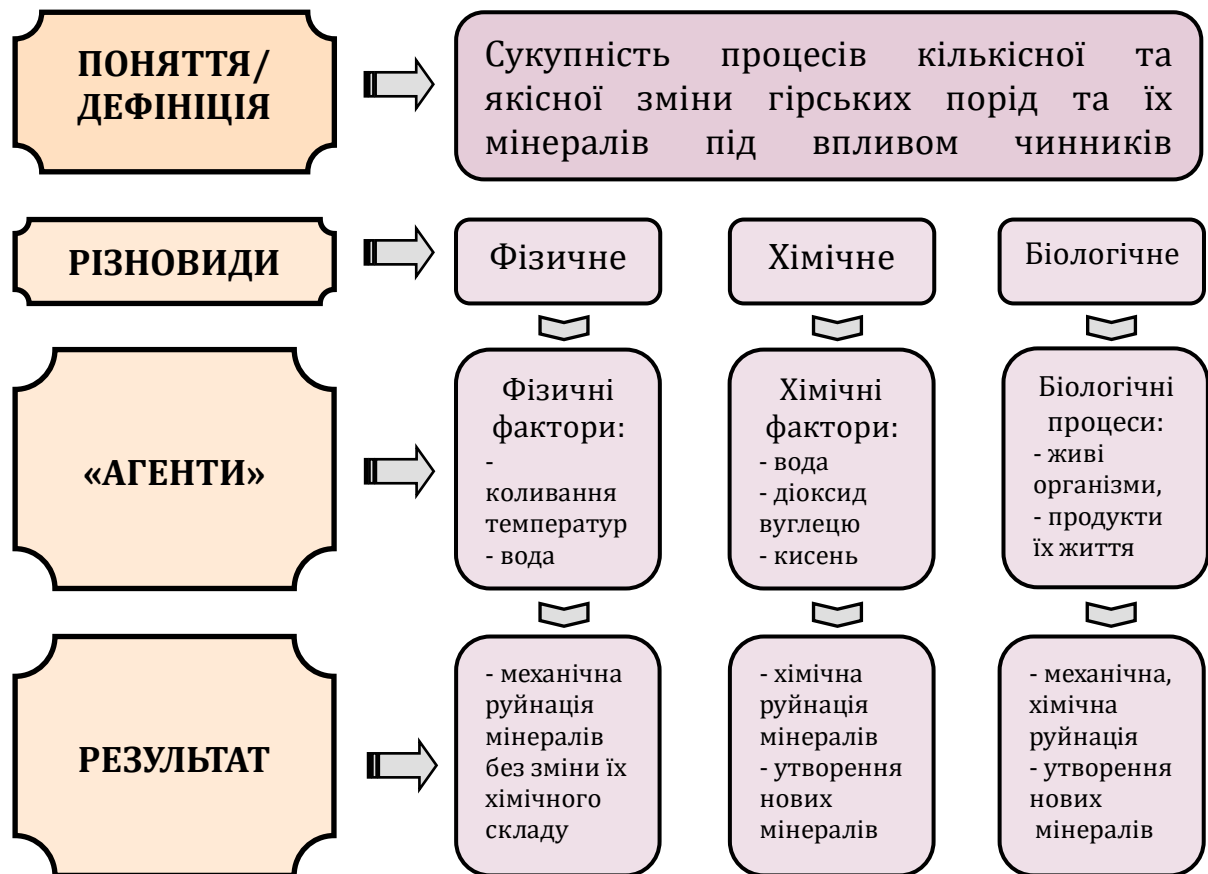 ПОНЯТТЯ/
ДЕФІНІЦІЯ
Сукупність процесів кількісної та
якісної зміни гірських порід та їх
мінералів під впливом чинників
РІЗНОВИДИ
Фізичне
Хімічне
Біологічне
«АГЕНТИ»
Фізичні
фактори:
-
коливання
температур
- вода
Хімічні
фактори:
- вода
- діоксид
вуглецю
- кисень
Біологічні
процеси:
- живі
організми,
- продукти
їх життя
РЕЗУЛЬТАТ
- механічна
руйнація
мінералів
без зміни їх
хімічного
складу
- хімічна
руйнація
мінералів
- утворення
нових
мінералів
- механічна,
хімічна
руйнація
- утворення
нових
мінералів